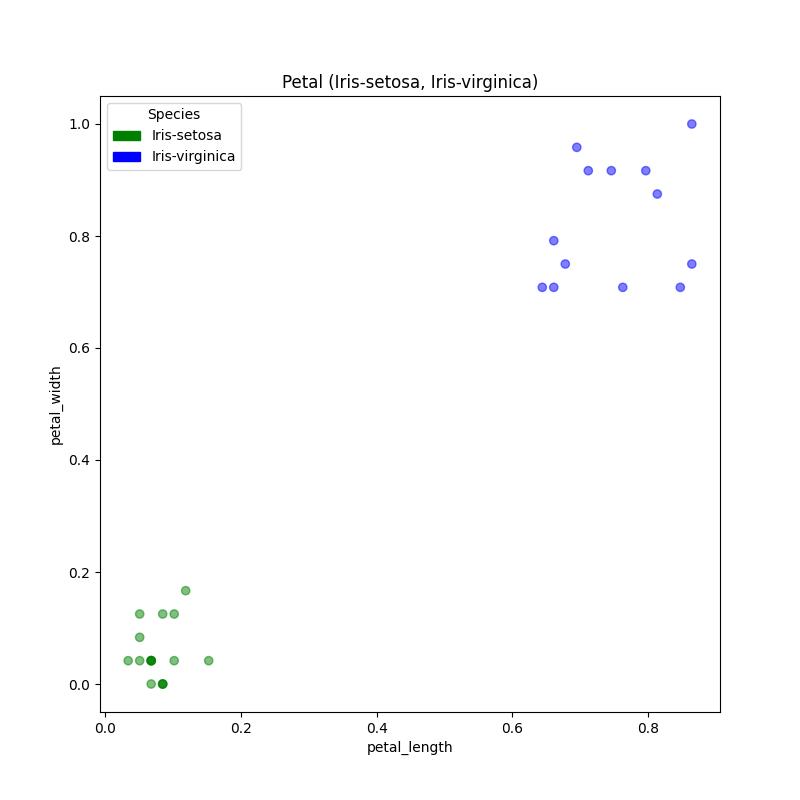 Petal (Iris-setosa, Iris-virginica)
Species
Iris-setosa
Iris-virginica
petal_width
1.0
0.8
0.6
0.4
0.2
0.0
0.0 0.2 0.4 0.6 0.8
petal_length